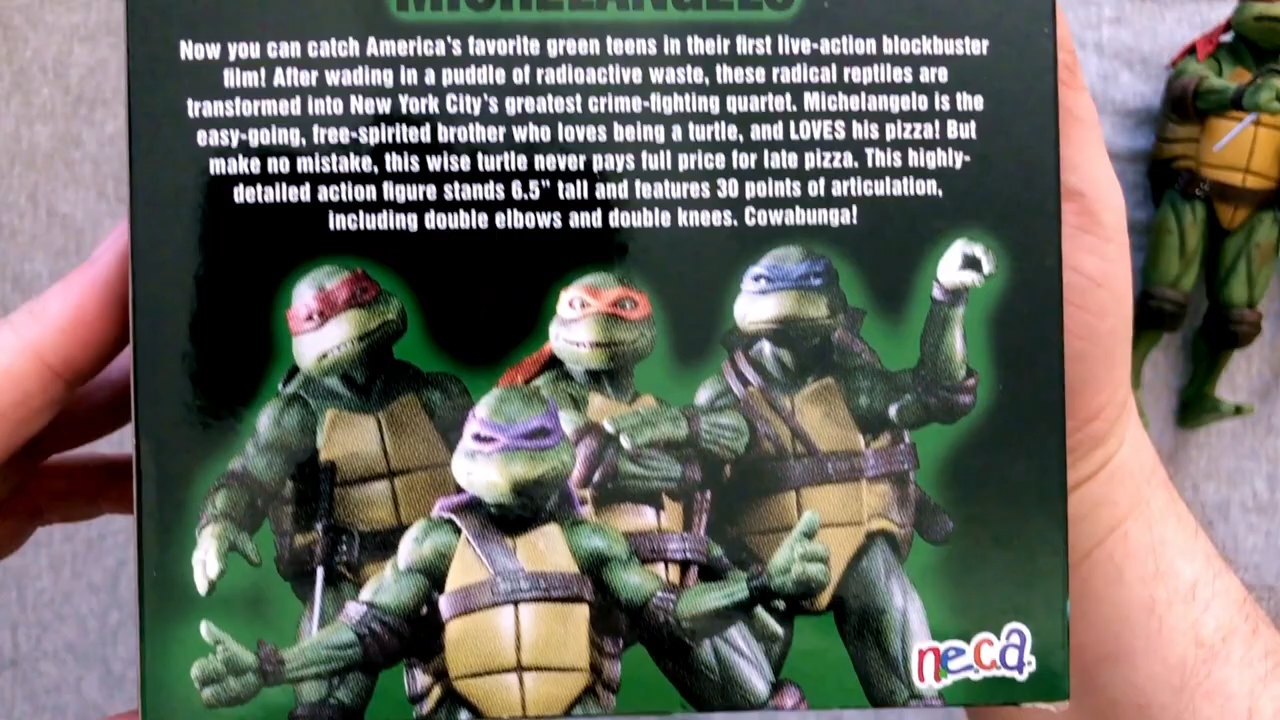 MICHELANGELO
Now you can catch America's favorite green teens in their first live-action blockbuster
film! After wading in a puddle of radioactive waste, these radical reptiles are
transformed into New York City's greatest crime-fighting quartet. Michelangelo is the
easy-going, free-spirited brother who loves being a turtle, and LOVES his pizza! But
make no mistake, this wise turtle never pays full price for late pizza. This highly-
detailed action figure stands 6.5" tall and features 30 points of articulation,
including double elbows and double knees. Cowabunga!
neca